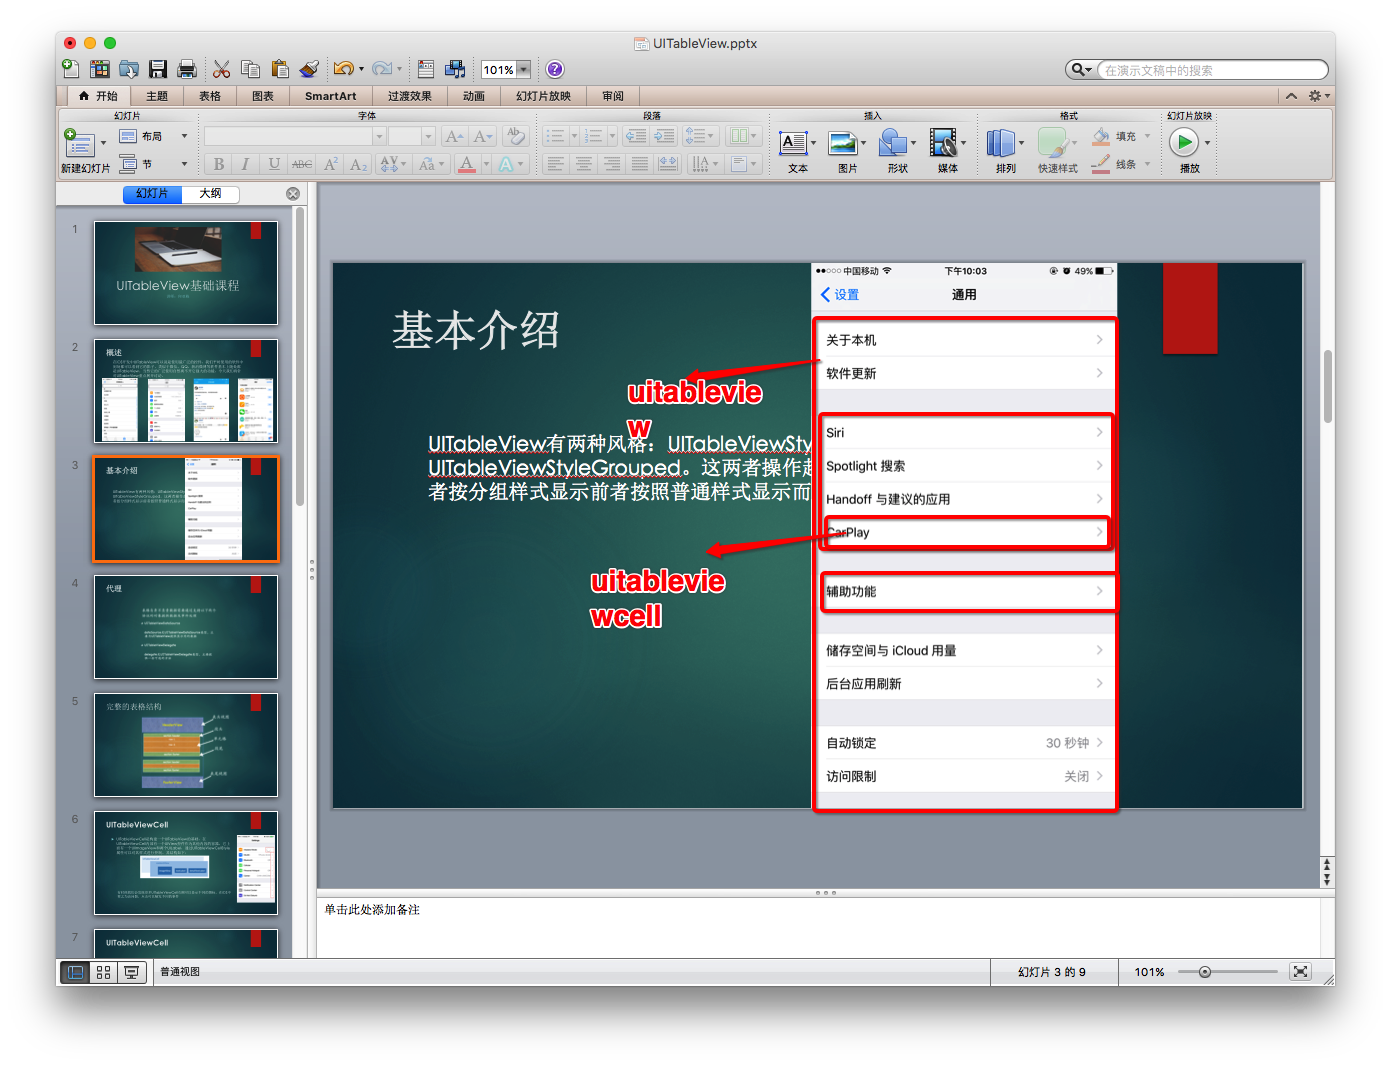 UITableView.pptx
101%
在演示文稿中的搜索
开始
主题
表格
图表
SmartArt
过渡效果
动画
幻灯片放映
审阅
幻灯片
字体
段落
插入
格式
幻灯片放映
新建幻灯片
布局
节
文本
图片
形状
媒体
排列
快速样式
填充
线条
播放
幻灯片
大纲
1
UITableView基础课程
2
概述
3
基本介绍
4
代理
5
完整的表格结构
6
UITableViewCell
7
UITableViewCell
基本介绍
uitablevie
w
UITableView有两种风格：UITableViewSty
UITableViewStyleGrouped。这两者操作起
者按分组样式显示前者按照普通样式显示而
uitablevie
wcell
中国移动
下午10:03
49%
设置
通用
关于本机
软件更新
Siri
Spotlight 搜索
Handoff 与建议的应用
CarPlay
辅助功能
储存空间与 iCloud 用量
后台应用刷新
自动锁定
30 秒钟
访问限制
关闭
单击此处添加备注
普通视图
幻灯片 3 的 9
101%